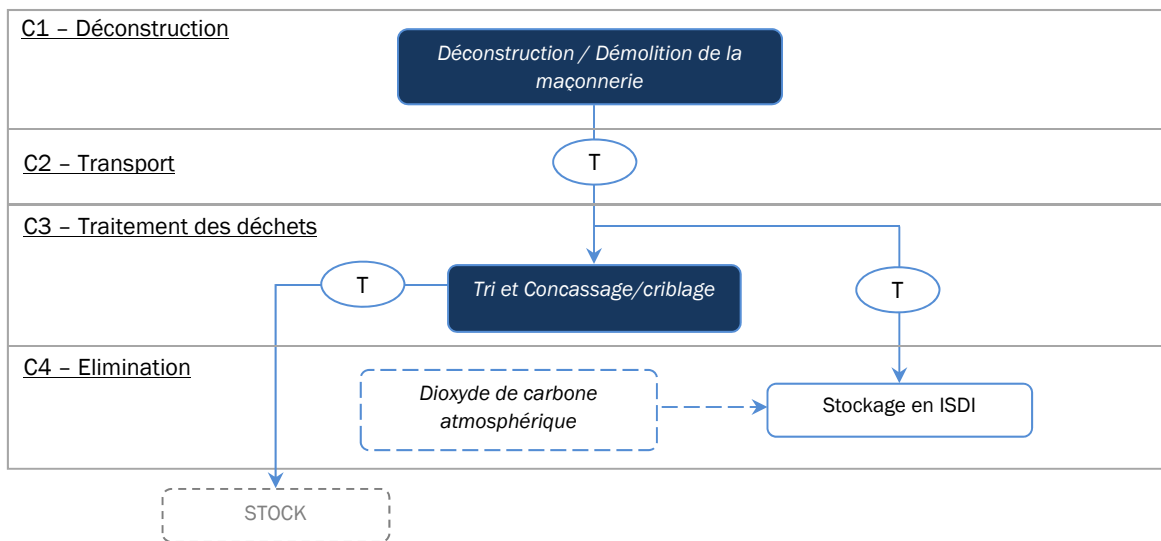 C1 – Déconstruction
Déconstruction / Démolition de la
maçonnerie
C2 – Transport
T
C3 – Traitement des déchets
T
Tri et Concassage/criblage
T
C4 – Elimination
Dioxyde de carbone
atmosphérique
Stockage en ISDI
STOCK